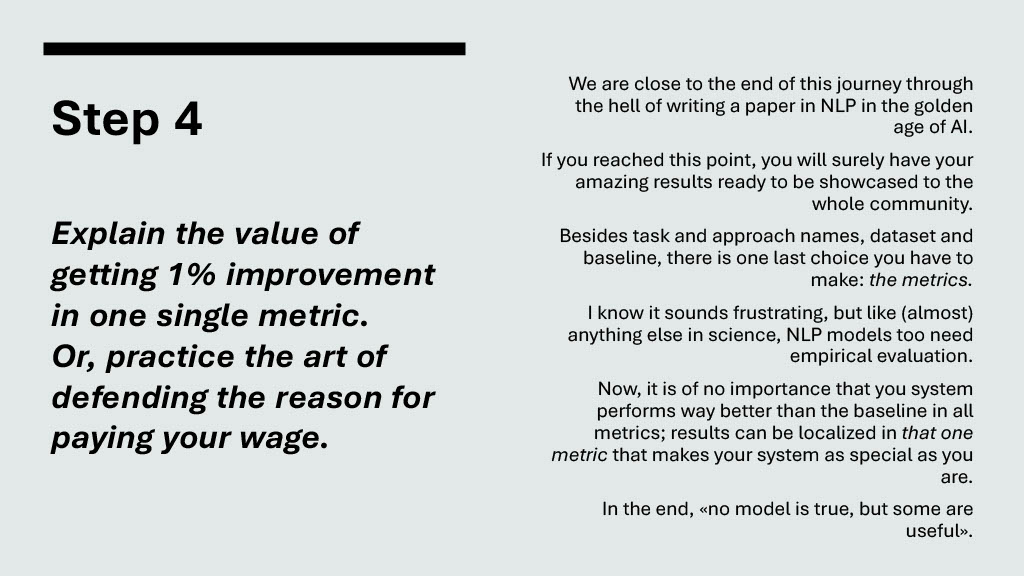 Step 4
Explain the value of
getting 1% improvement
in one single metric.
Or, practice the art of
defending the reason for
paying your wage.
We are close to the end of this journey through
the hell of writing a paper in NLP in the golden
age of AI.
If you reached this point, you will surely have your
amazing results ready to be showcased to the
whole community.
Besides task and approach names, dataset and
baseline, there is one last choice you have to
make: the metrics.
I know it sounds frustrating, but like (almost)
anything else in science, NLP models too need
empirical evaluation.
Now, it is of no importance that you system
performs way better than the baseline in all
metrics; results can be localized in that one
metric that makes your system as special as you
are.
In the end, «no model is true, but some are
useful».